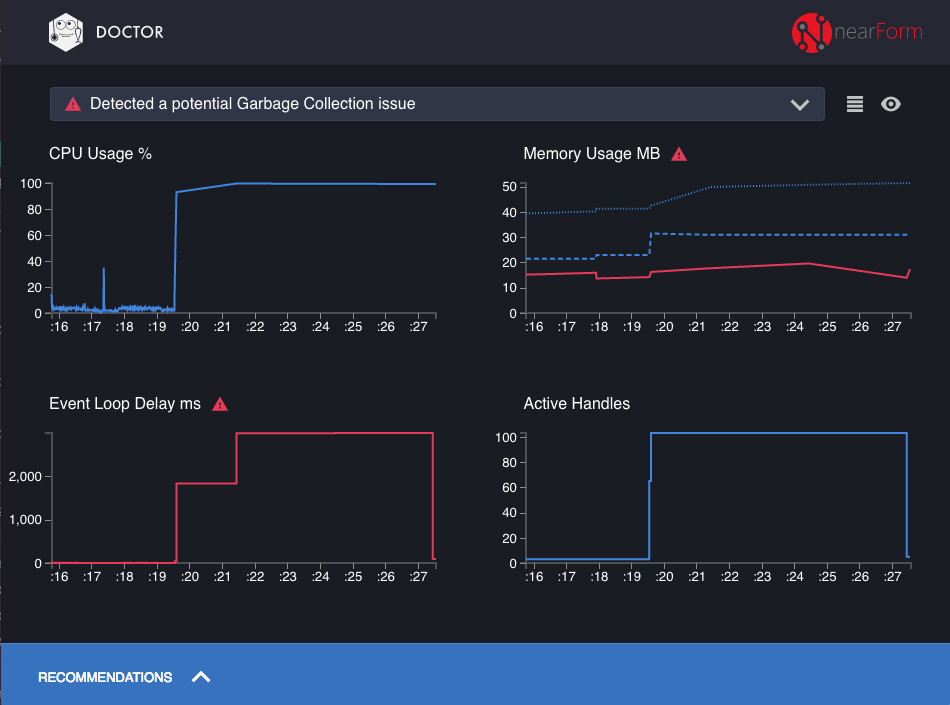 DOCTOR
nearForm
Detected a potential Garbage Collection issue
CPU Usage %
100
80
60
40
20
0
:16 :17 :18 :19 :20 :21 :22 :23 :24 :25 :26 :27
Memory Usage MB
50
40
30
20
10
0
:16 :17 :18 :19 :20 :21 :22 :23 :24 :25 :26 :27
Event Loop Delay ms
2,000
1,000
0
:16 :17 :18 :19 :20 :21 :22 :23 :24 :25 :26 :27
Active Handles
100
80
60
40
20
0
:16 :17 :18 :19 :20 :21 :22 :23 :24 :25 :26 :27
RECOMMENDATIONS